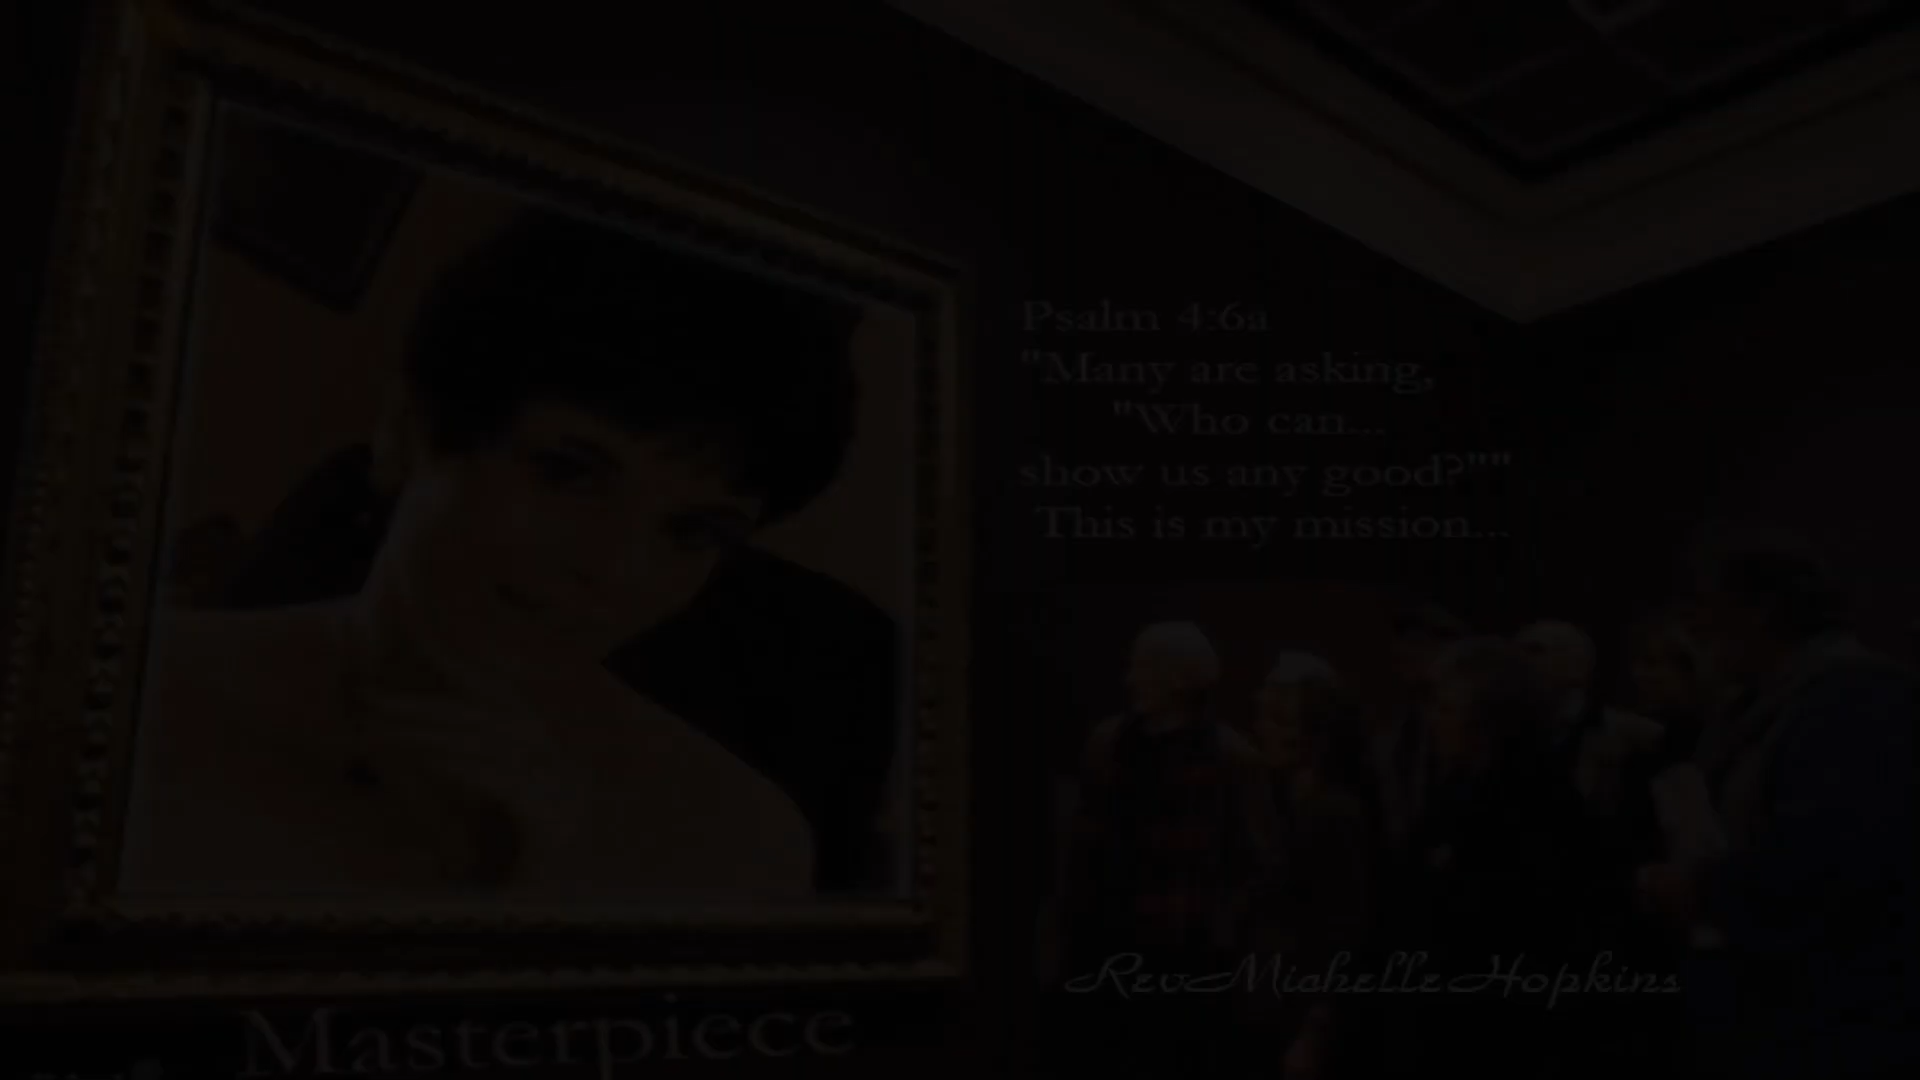 Psalm 4:6a
"Many are asking,
"Who can...
show us any good?""
This is my mission...
RevMichelleHopkins
Masterpiece